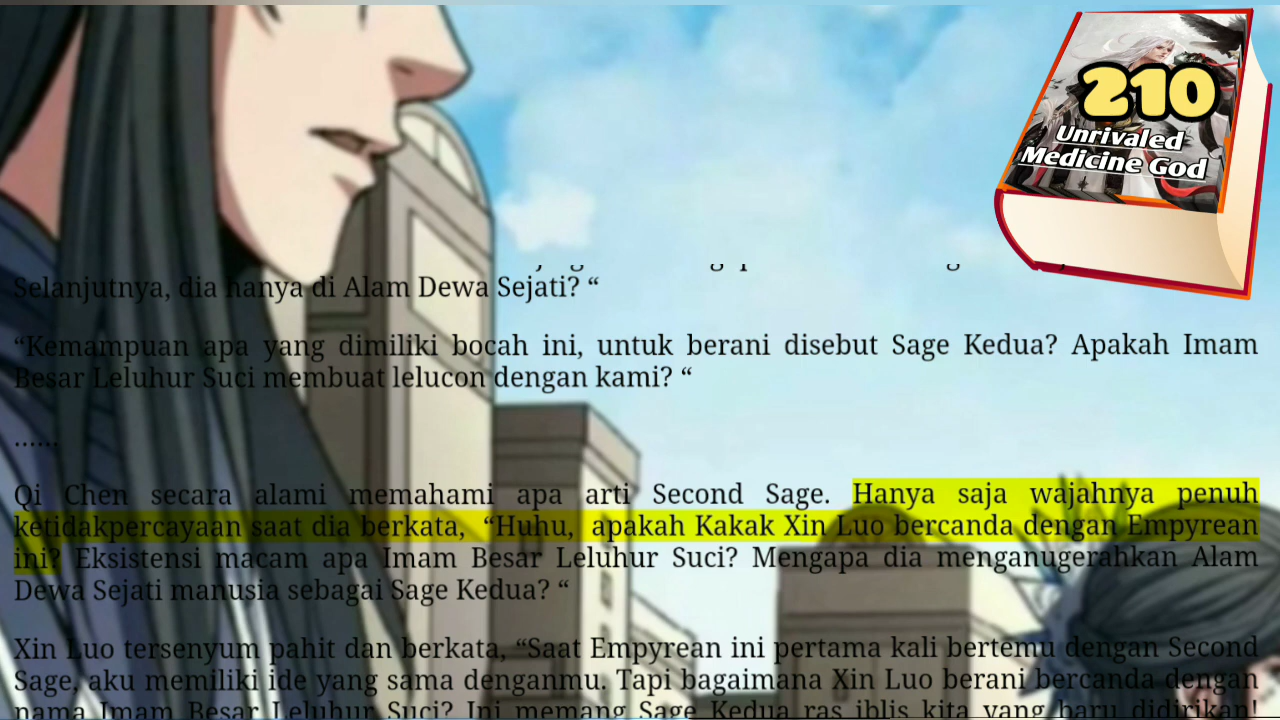 210
Unrivaled
Medicine God
Selanjutnya, dia hanya di Alam Dewa Sejati? “
“Kemampuan apa yang dimiliki bocah ini, untuk berani disebut Sage Kedua? Apakah Imam
Besar Leluhur Suci membuat lelucon dengan kami? “
......
Qi Chen secara alami memahami apa arti Second Sage. Hanya saja wajahnya penuh
ketidakpercayaan saat dia berkata, “Huhu, apakah Kakak Xin Luo bercanda dengan Empyrean
ini? Eksistensi macam apa Imam Besar Leluhur Suci? Mengapa dia menganugerahkan Alam
Dewa Sejati manusia sebagai Sage Kedua? “
Xin Luo tersenyum pahit dan berkata, “Saat Empyrean ini pertama kali bertemu dengan Second
Sage, aku memiliki ide yang sama denganmu. Tapi bagaimana Xin Luo berani bercanda dengan
nama Imam Besar Leluhur Suci? Ini memang Sage Kedua ras iblis kita yang baru didirikan!